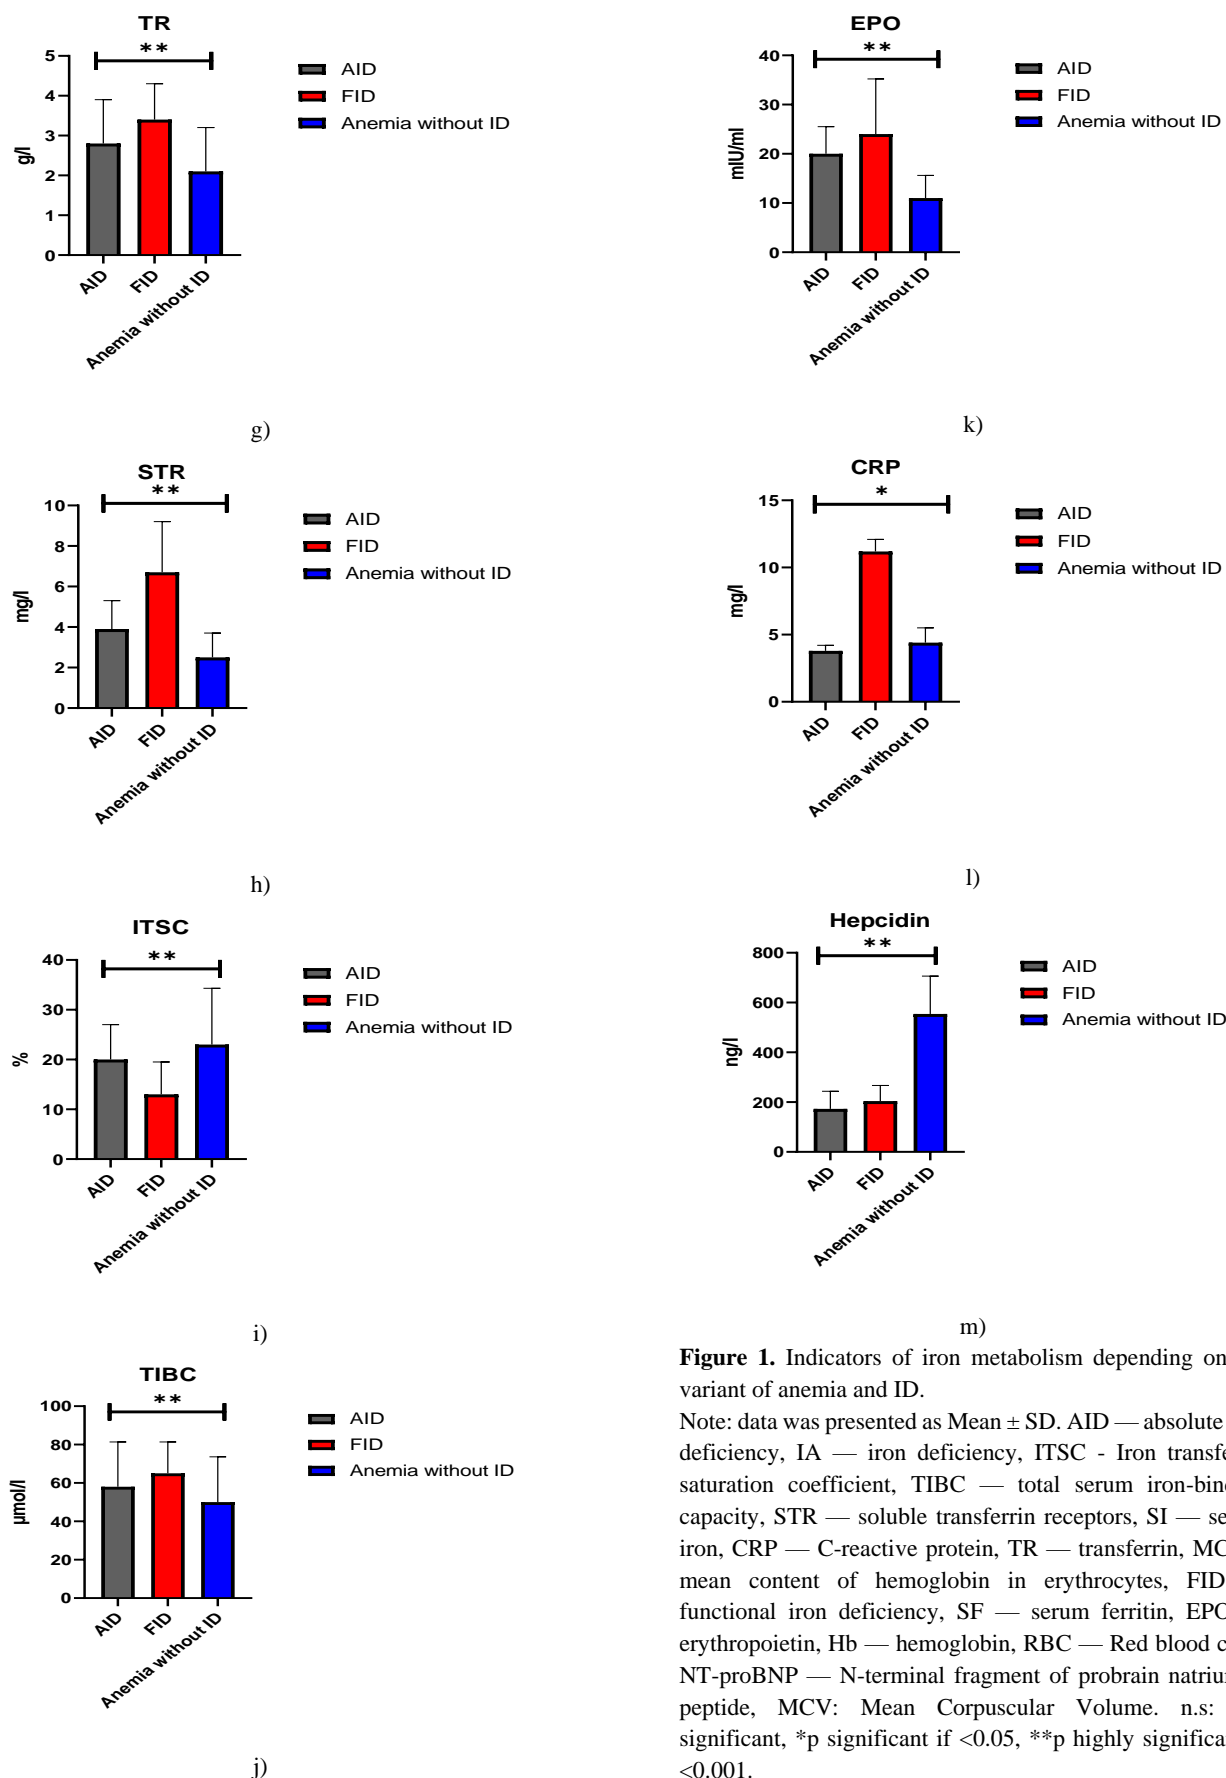 TR
**
5
4
3
2
1
0
g/l
AID
FID
Anemia without ID
AID
FID
Anemia without ID
g)
STR
**
10
8
6
4
2
0
mg/l
AID
FID
Anemia without ID
AID
FID
Anemia without ID
h)
ITSC
**
40
30
20
10
0
%
AID
FID
Anemia without ID
AID
FID
Anemia without ID
i)
TIBC
**
100
80
60
40
20
0
µmol/l
AID
FID
Anemia without ID
AID
FID
Anemia without ID
j)
EPO
**
40
30
20
10
0
mIU/ml
AID
FID
Anemia without ID
AID
FID
Anemia without ID
k)
CRP
*
15
10
5
0
mg/l
AID
FID
Anemia without ID
AID
FID
Anemia without ID
l)
Hepcidin
**
800
600
400
200
0
ng/l
AID
FID
Anemia without ID
AID
FID
Anemia without ID
m)
Figure 1. Indicators of iron metabolism depending on
variant of anemia and ID.
Note: data was presented as Mean ± SD. AID — absolute
deficiency, IA — iron deficiency, ITSC - Iron transfe
saturation coefficient, TIBC — total serum iron-bin
capacity, STR — soluble transferrin receptors, SI — se
iron, CRP — C-reactive protein, TR — transferrin, MC
mean content of hemoglobin in erythrocytes, FID
functional iron deficiency, SF — serum ferritin, EPO
erythropoietin, Hb — hemoglobin, RBC — Red blood c
NT-proBNP — N-terminal fragment of probrain natriu
peptide, MCV: Mean Corpuscular Volume. n.s:
significant, *p significant if <0.05, **p highly significa
<0.001.